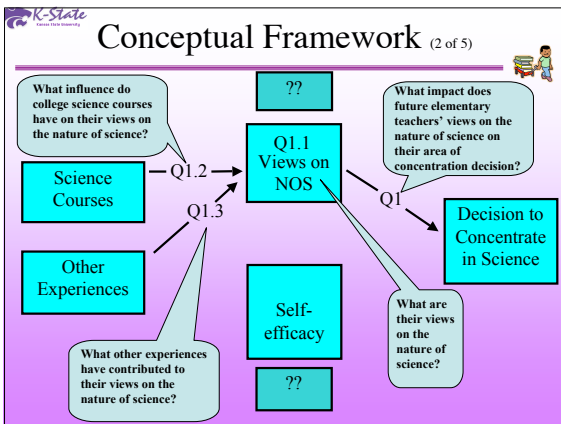 K-State
Kansas State University
Conceptual Framework (2 of 5)
What influence do
college science courses
have on their views on
the nature of science?
??
What impact does
future elementary
teachers' views on the
nature of science on
their area of
concentration decision?
Science
Courses
Q1.2
Q1.1
Views on
NOS
Q1
Q1.3
Decision to
Concentrate
in Science
Other
Experiences
Self-
efficacy
What are
their views
on the
nature of
science?
What other experiences
have contributed to
their views on the
nature of science?
??